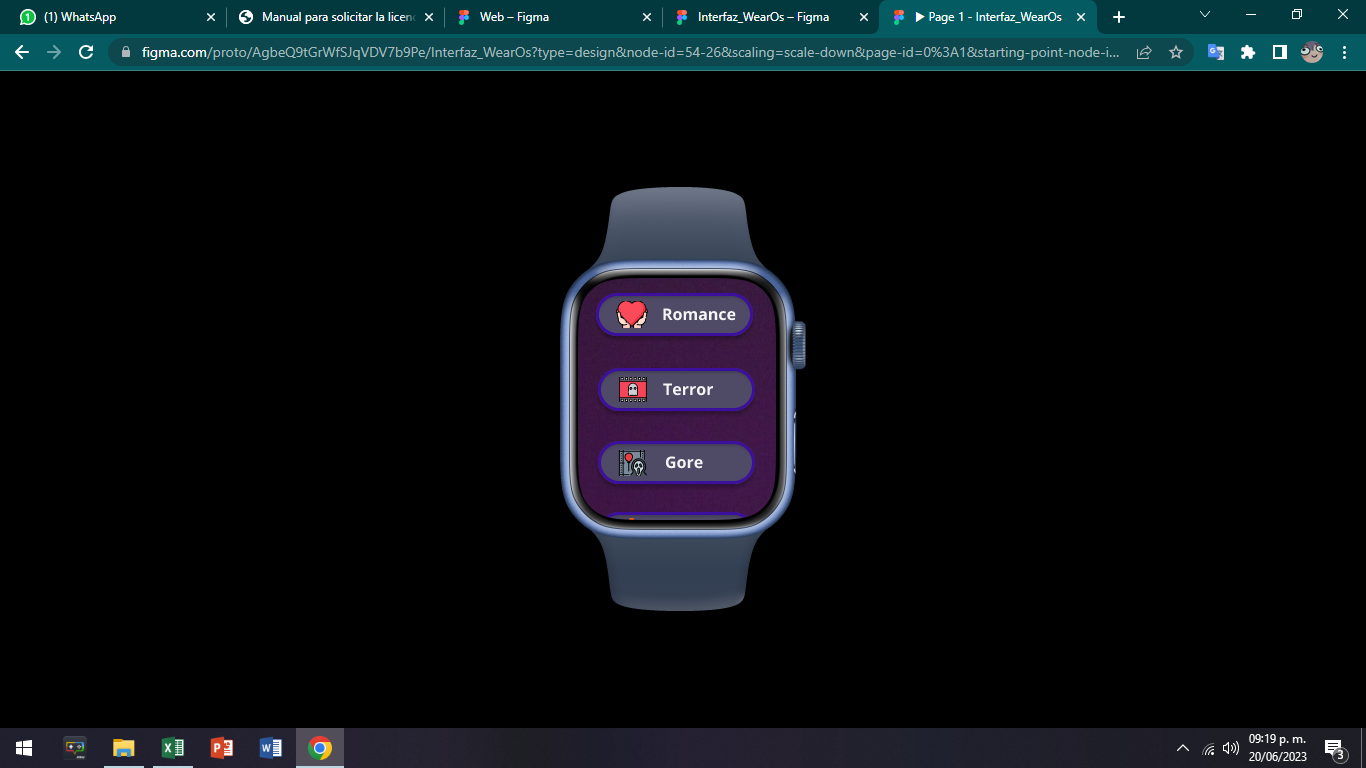 (1) WhatsApp
Manual para solicitar la licenc
Web – Figma
Interfaz_WearOs – Figma
Page 1 - Interfaz_WearOs
figma.com/proto/AgbeQ9tGrWfSJqVDV7b9Pe/Interfaz_WearOs?type=design&node-id=54-26&scaling=scale-down&page-id=0%3A1&starting-point-node-i...
Romance
Terror
Gore
09:19 p. m.
20/06/2023
3